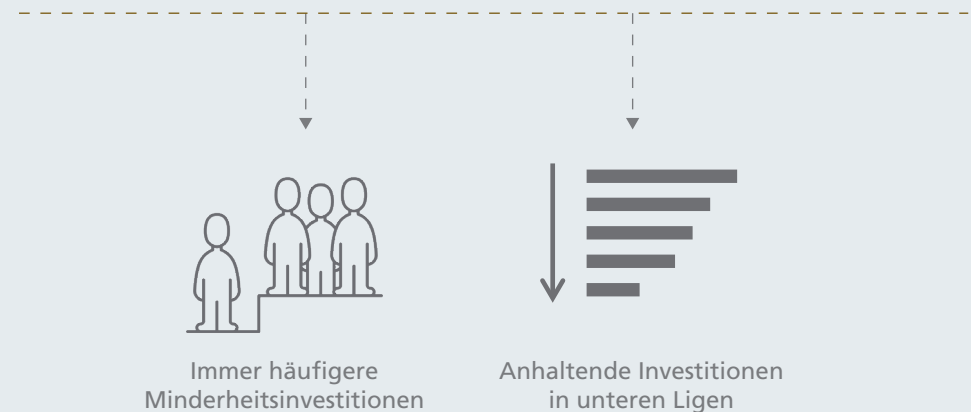 Immer häufigere
Minderheitsinvestitionen
Anhaltende Investitionen
in unteren Ligen